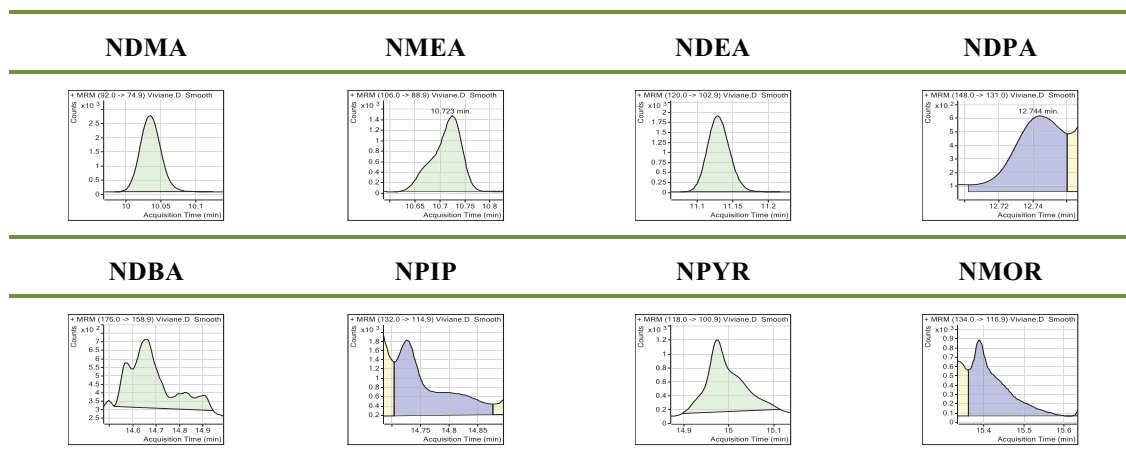 NDMA NMEA NDEA NDPA
+ MRM (92.0 -> 74.9) Viviane.D Smooth
x10 3
Counts
2.5
2
1.5
1
0.5
0
10 10.05 10.1
Acquisition Time (min)
+ MRM (106.0 -> 88.9) Viviane.D Smooth
x10 3
Counts
10.723 min.
1.4
1.2
1
0.8
0.6
0.4
0.2
0
10.65 10.7 10.75 10.8
Acquisition Time (min)
+ MRM (120.0 -> 102.9) Viviane.D Smooth
x10 3
Counts
2
1.75
1.5
1.25
1
0.75
0.5
0.25
0
11.1 11.15 11.2
Acquisition Time (min)
+ MRM (148.0 -> 131.0) Viviane.D Smooth
x10 2
Counts
12.744 min.
6
5
4
3
2
1
12.72 12.74
Acquisition Time (min)
NDBA NPIP NPYR NMOR
+ MRM (176.0 -> 158.9) Viviane.D Smooth
x10 2
Counts
7.5
7
6.5
6
5.5
5
4.5
4
3.5
3
2.5
14.6 14.7 14.8 14.9
Acquisition Time (min)
+ MRM (132.0 -> 114.9) Viviane.D Smooth
x10 3
Counts
1.8
1.6
1.4
1.2
1
0.8
0.6
0.4
0.2
14.75 14.8 14.85
Acquisition Time (min)
+ MRM (118.0 -> 100.9) Viviane.D Smooth
x10 3
Counts
1.2
1
0.8
0.6
0.4
0.2
0
14.9 15 15.1
Acquisition Time (min)
+ MRM (134.0 -> 116.9) Viviane.D Smooth
x10 3
Counts
0.9
0.8
0.7
0.6
0.5
0.4
0.3
0.2
0.1
0
15.4 15.5 15.6
Acquisition Time (min)